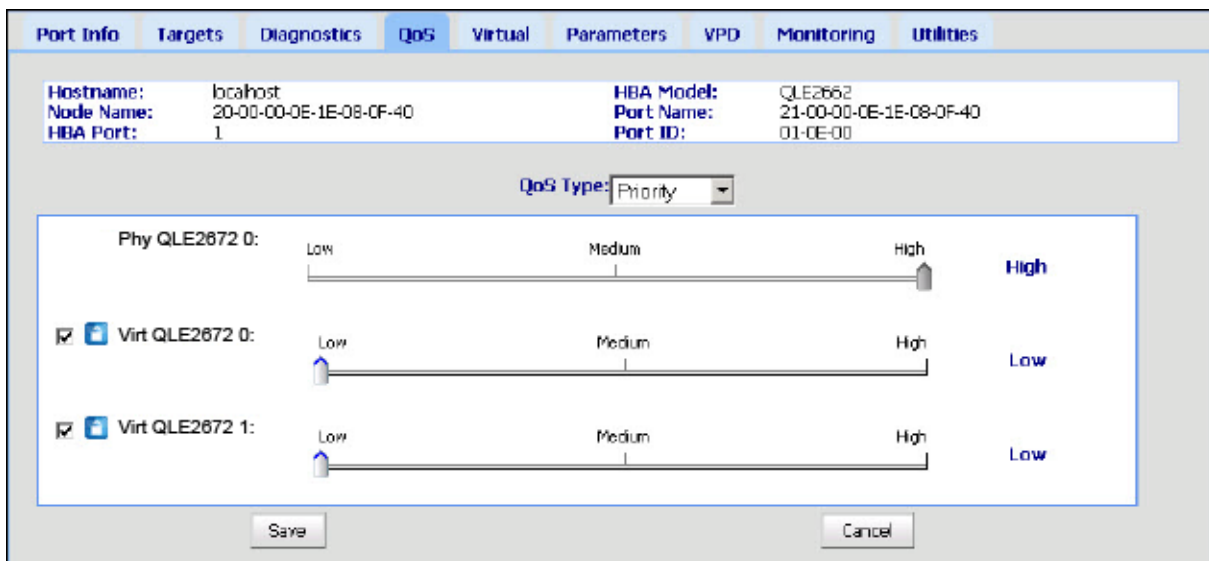 Port Info Targets Diagnostics QoS Virtual Parameters VPD Monitoring Utilities
Hostname: localhost HBA Model: QLE2662
Node Name: 20-00-00-0E-1E-08-0F-40 Port Name: 21-00-00-0E-1E-08-0F-40
HBA Port: 1 Port ID: 01-0E-00
QoS Type: Priority
Phy QLE2672 0: Low Medium High High
Virt QLE2672 0: Low Medium High Low
Virt QLE2672 1: Low Medium High Low
Save Cancel